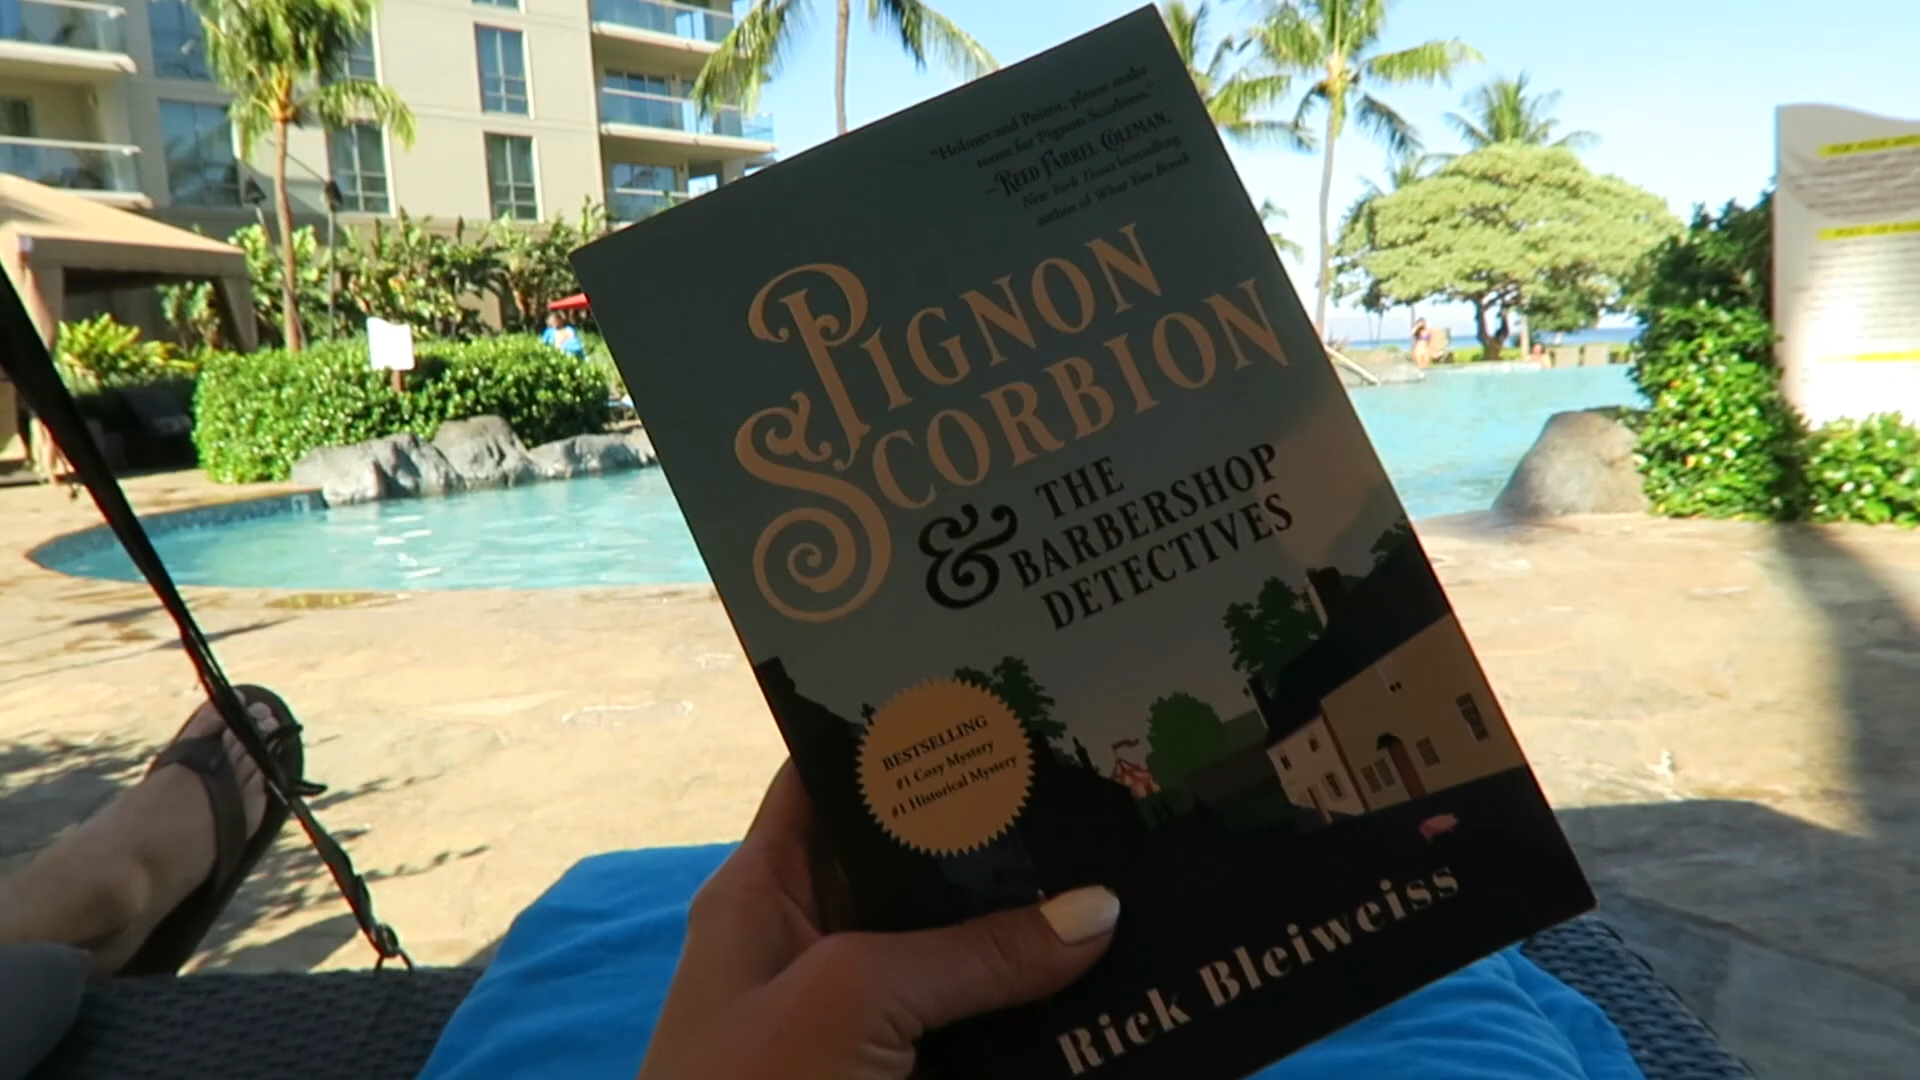 "Holmes and Poirot, please make
room for Pignon Scorbion."
—REED FARREL COLEMAN,
New York Times bestselling
author of What You Break
PIGNON
SCORBION
& THE
BARBERSHOP
DETECTIVES
BESTSELLING
#1 Cozy Mystery
#1 Historical Mystery
Rick Bleiweiss